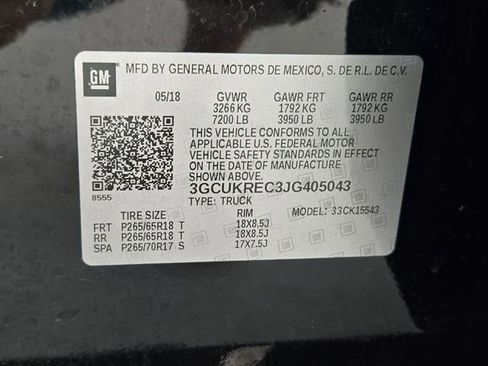 GM MFD BY GENERAL MOTORS DE MEXICO, S. DE R.L. DE C.V.
05/18 GVWR GAWR FRT GAWR RR
3266 KG 1792 KG 1792 KG
7200 LB 3950 LB 3950 LB
THIS VEHICLE CONFORMS TO ALL
APPLICABLE U.S. FEDERAL MOTOR
VEHICLE SAFETY STANDARDS IN EFFECT
ON THE DATE OF MANUFACTURE
SHOWN ABOVE.
3GCUKREC3JG405043
8555 TYPE: TRUCK
TIRE SIZE RIM MODEL: 33CK15543
FRT P265/65R18 T 18X8.5J
RR P265/65R18 T 18X8.5J
SPA P265/70R17 S 17X7.5J